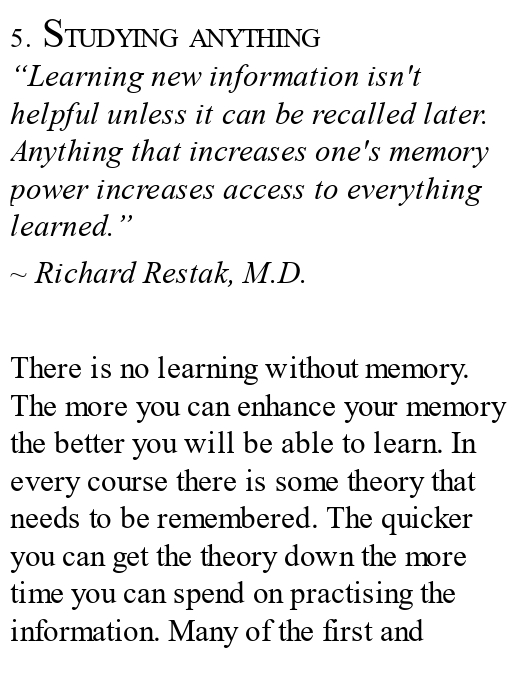 5. STUDYING ANYTHING
“Learning new information isn't
helpful unless it can be recalled later.
Anything that increases one's memory
power increases access to everything
learned.”
~ Richard Restak, M.D.
There is no learning without memory.
The more you can enhance your memory
the better you will be able to learn. In
every course there is some theory that
needs to be remembered. The quicker
you can get the theory down the more
time you can spend on practising the
information. Many of the first and